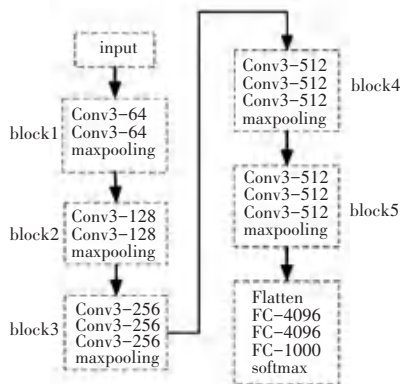 input
block1
Conv3-64
Conv3-64
maxpooling
block2
Conv3-128
Conv3-128
maxpooling
block3
Conv3-256
Conv3-256
Conv3-256
maxpooling
block4
Conv3-512
Conv3-512
Conv3-512
maxpooling
block5
Conv3-512
Conv3-512
Conv3-512
maxpooling
Flatten
FC-4096
FC-4096
FC-1000
softmax